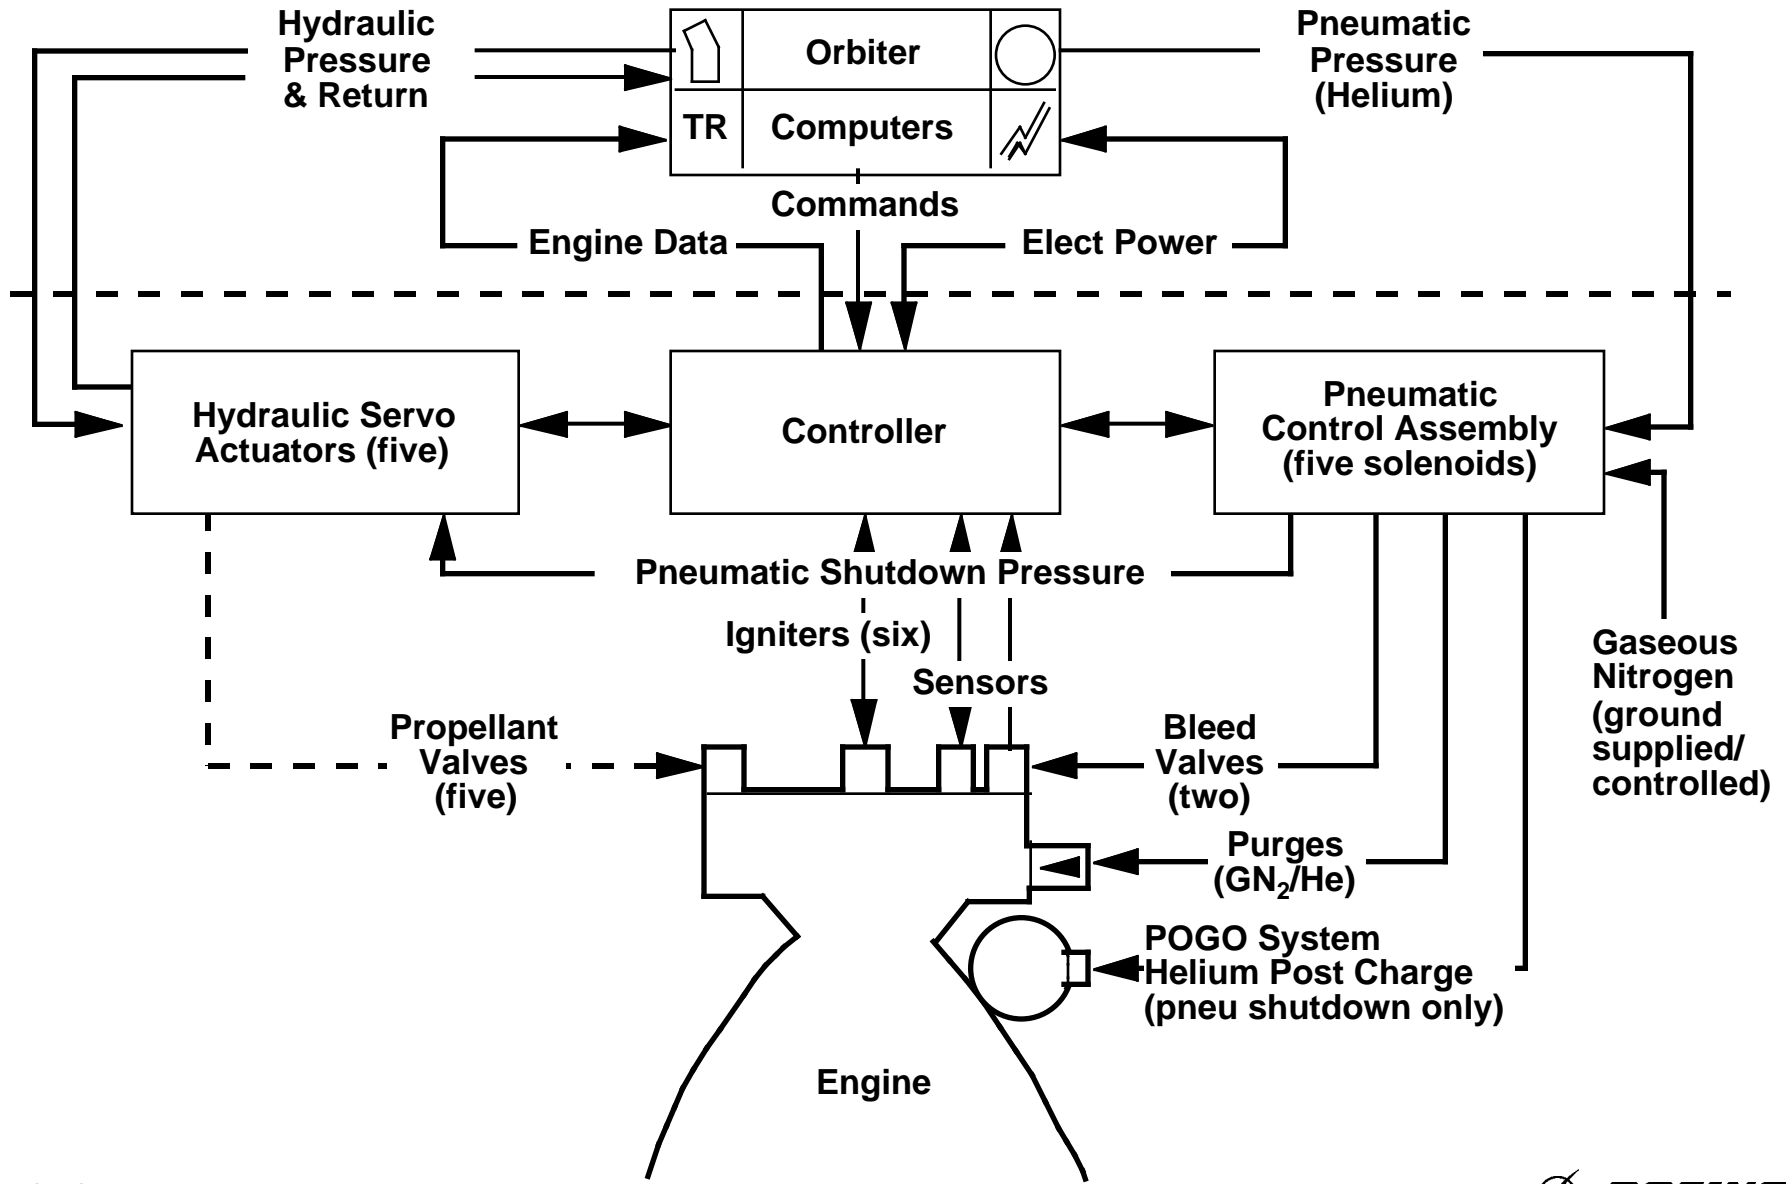 Hydraulic
Pressure
& Return
Orbiter
TR
Computers
Pneumatic
Pressure
(Helium)
Commands
Engine Data
Elect Power
Hydraulic Servo
Actuators (five)
Controller
Pneumatic
Control Assembly
(five solenoids)
Pneumatic Shutdown Pressure
Igniters (six)
Sensors
Gaseous
Nitrogen
(ground
supplied/
controlled)
Propellant
Valves
(five)
Bleed
Valves
(two)
Purges
(GN₂/He)
POGO System
Helium Post Charge
(pneu shutdown only)
Engine